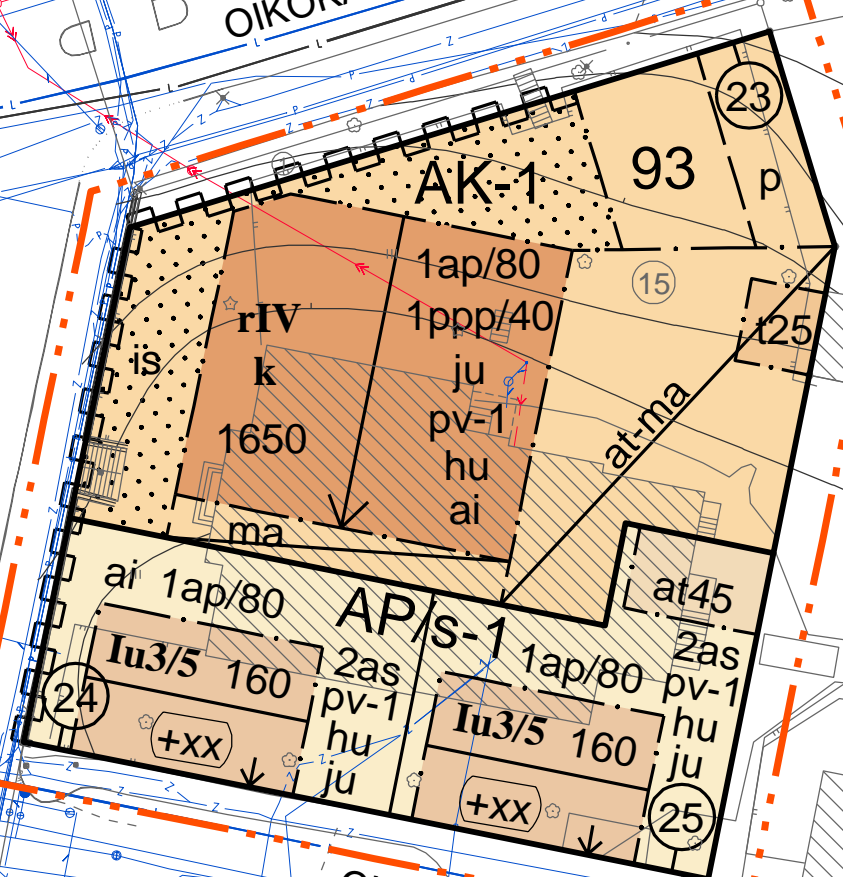 OIKOKA
23
AK-1
93
p
1ap/80
15
rIV
1ppp/40
t25
k
ju
is
pv-1
at-ma
1650
hu
ai
ma
ai 1ap/80
AP/s-1
at45
Iu3/5 160
2as
1ap/80
2as
24
pv-1
pv-1
+xx
hu
Iu3/5 160
hu
ju
ju
+xx
25